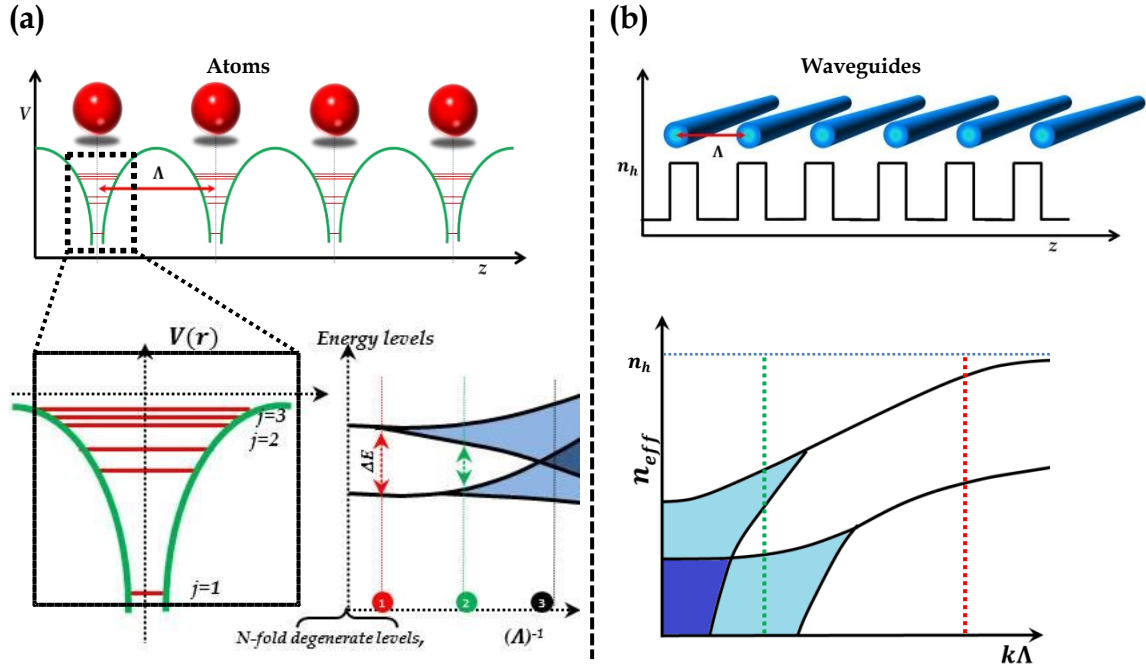 (a)
Atoms
V
Λ
z
V(r)
j=3
j=2
j=1
Energy levels
ΔE
1
2
3
N-fold degenerate levels,
(Λ)⁻¹
(b)
Waveguides
Λ
n_h
z
n_h
n_eff
kΛ